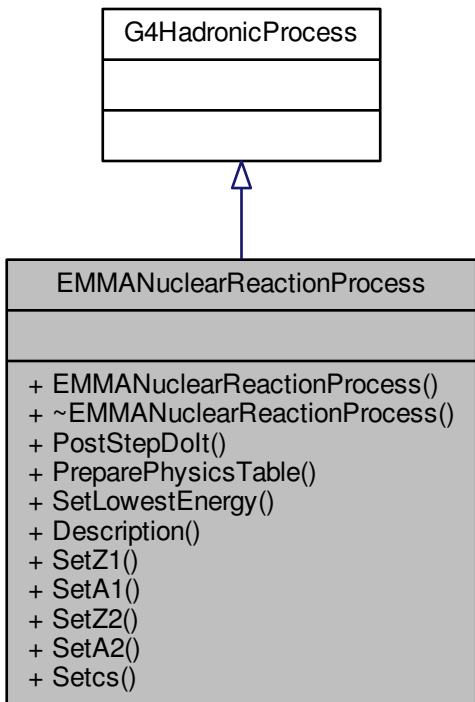 G4HadronicProcess
EMMANuclearReactionProcess
+ EMMANuclearReactionProcess()
+ ~EMMANuclearReactionProcess()
+ PostStepDoIt()
+ PreparePhysicsTable()
+ SetLowestEnergy()
+ Description()
+ SetZ1()
+ SetA1()
+ SetZ2()
+ SetA2()
+ Setcs()